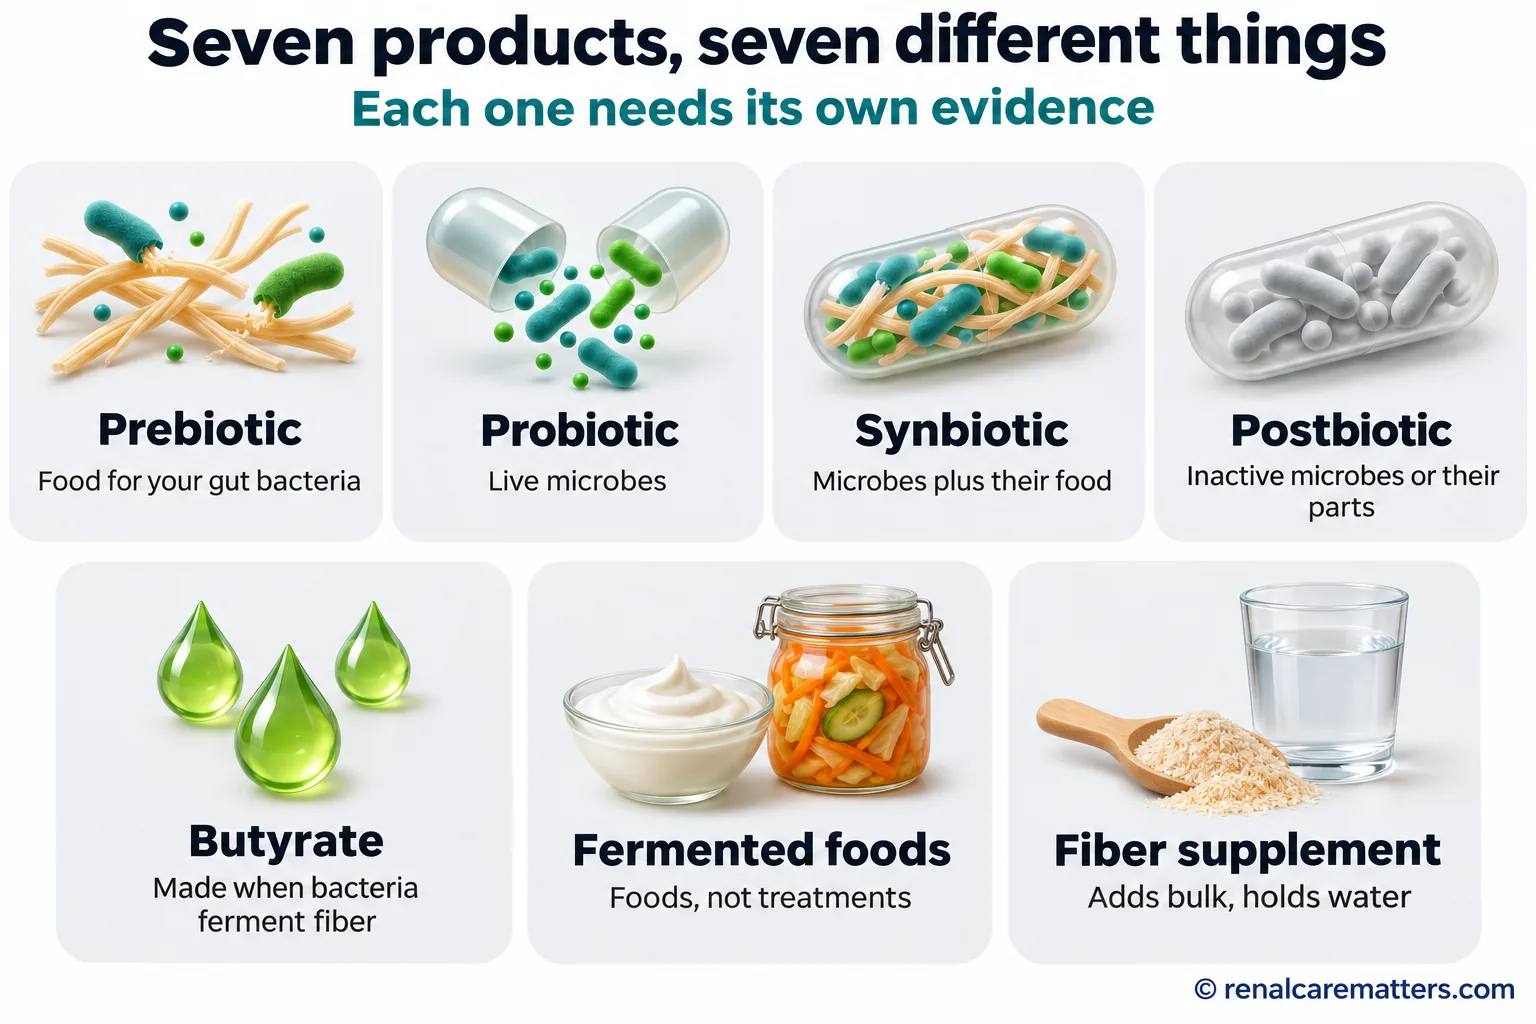 Seven products, seven different things
Each one needs its own evidence
Prebiotic
Food for your gut bacteria
Probiotic
Live microbes
Synbiotic
Microbes plus their food
Postbiotic
Inactive microbes or their
parts
Butyrate
Made when bacteria
ferment fiber
Fermented foods
Foods, not treatments
Fiber supplement
Adds bulk, holds water
© renalcarematters.com